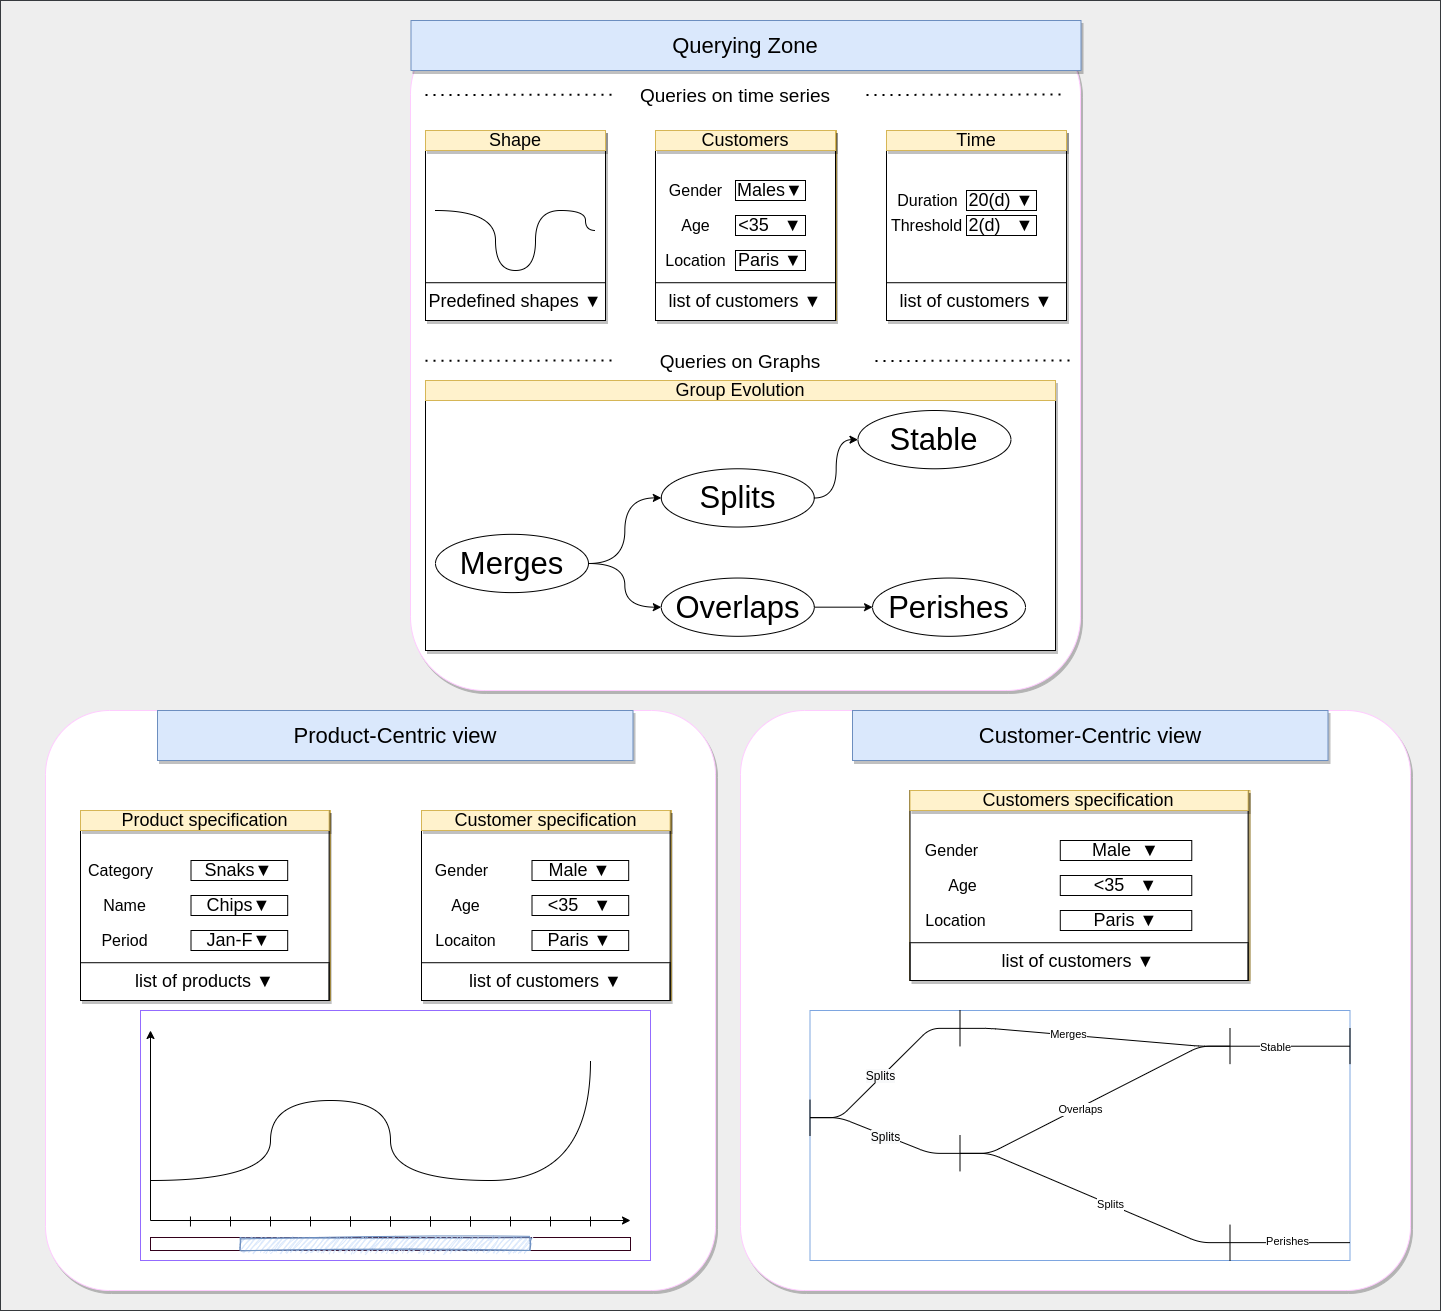 Querying Zone
Queries on time series
Shape
Predefined shapes ▼
Customers
Gender Males▼
Age <35 ▼
Location Paris ▼
list of customers ▼
Time
Duration 20(d) ▼
Threshold 2(d) ▼
list of customers ▼
Queries on Graphs
Group Evolution
Stable
Splits
Merges
Overlaps
Perishes
Product-Centric view
Product specification
Category Snaks▼
Name Chips▼
Period Jan-F▼
list of products ▼
Customer specification
Gender Male ▼
Age <35 ▼
Locaiton Paris ▼
list of customers ▼
Customer-Centric view
Customers specification
Gender Male ▼
Age <35 ▼
Location Paris ▼
list of customers ▼
Merges
Stable
Splits
Overlaps
Splits
Splits
Perishes